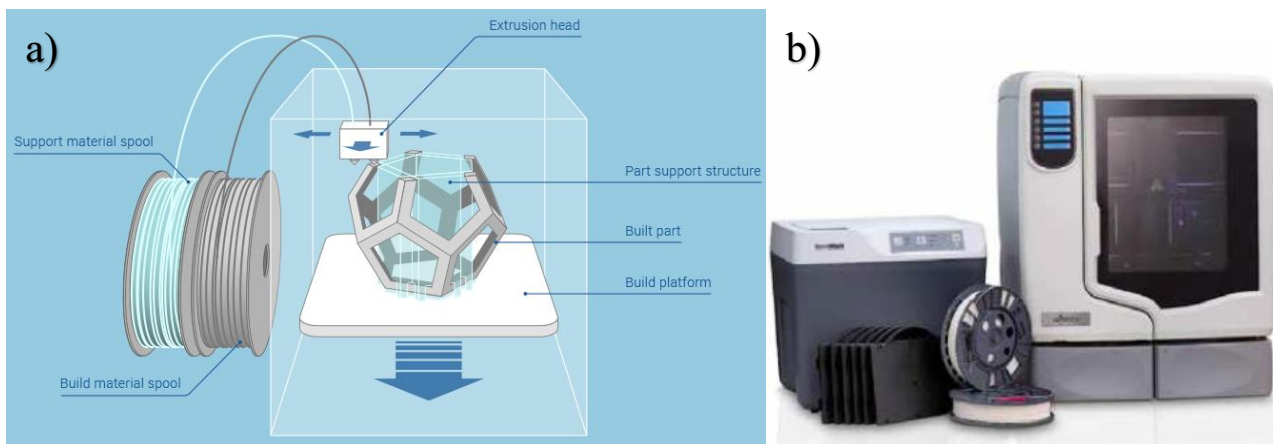 a)
Extrusion head
Support material spool
Part support structure
Built part
Build platform
Build material spool
b)